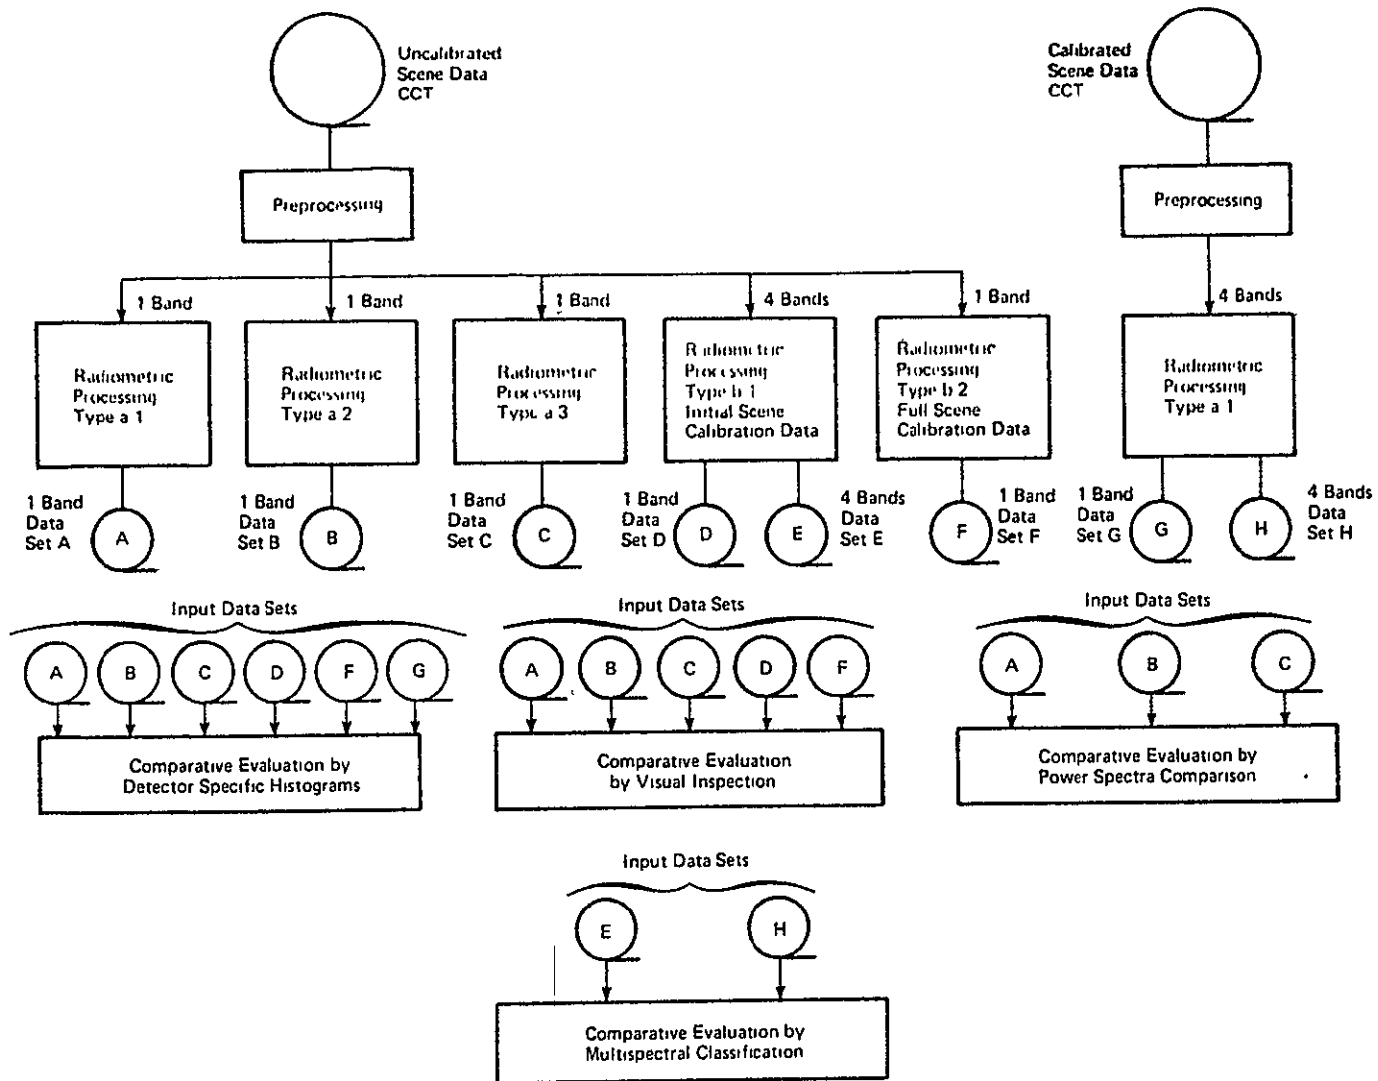 Uncalibrated
Scene Data
CCT
Calibrated
Scene Data
CCT
Preprocessing
Preprocessing
1 Band
1 Band
1 Band
4 Bands
1 Band
4 Bands
Radiometric
Processing
Type a 1
Radiometric
Processing
Type a 2
Radiometric
Processing
Type a 3
Radiometric
Processing
Type b 1
Initial Scene
Calibration Data
Radiometric
Processing
Type b 2
Full Scene
Calibration Data
Radiometric
Processing
Type a 1
1 Band
Data
Set A
A
1 Band
Data
Set B
B
1 Band
Data
Set C
C
1 Band
Data
Set D
D
E
4 Bands
Data
Set E
F
1 Band
Data
Set F
1 Band
Data
Set G
G
H
4 Bands
Data
Set H
Input Data Sets
A B C D F G
Comparative Evaluation by
Detector Specific Histograms
Input Data Sets
A B C D F
Comparative Evaluation
by Visual Inspection
Input Data Sets
A B C
Comparative Evaluation by
Power Spectra Comparison
Input Data Sets
E H
Comparative Evaluation by
Multispectral Classification